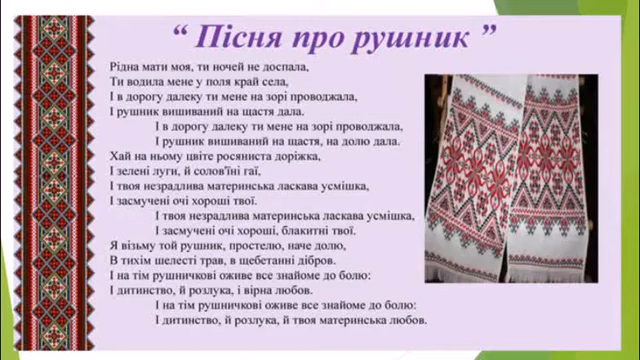 “ Пісня про рушник ”
Рідна мати моя, ти ночей не доспала,
Ти водила мене у поля край села,
І в дорогу далеку ти мене на зорі проводжала,
І рушник вишиваний на щастя дала.
І в дорогу далеку ти мене на зорі проводжала,
І рушник вишиваний на щастя, на долю дала.
Хай на ньому цвіте росяниста доріжка,
І зелені луги, й солов'їні гаї,
І твоя незрадлива материнська ласкава усмішка,
І засмучені очі хороші твої.
І твоя незрадлива материнська ласкава усмішка,
І засмучені очі хороші, блакитні твої.
Я візьму той рушник, простелю, наче долю,
В тихім шелесті трав, в щебетанні дібров.
І на тім рушничкові оживе все знайоме до болю:
І дитинство, й розлука, і вірна любов.
І на тім рушничкові оживе все знайоме до болю:
І дитинство, й розлука, й твоя материнська любов.